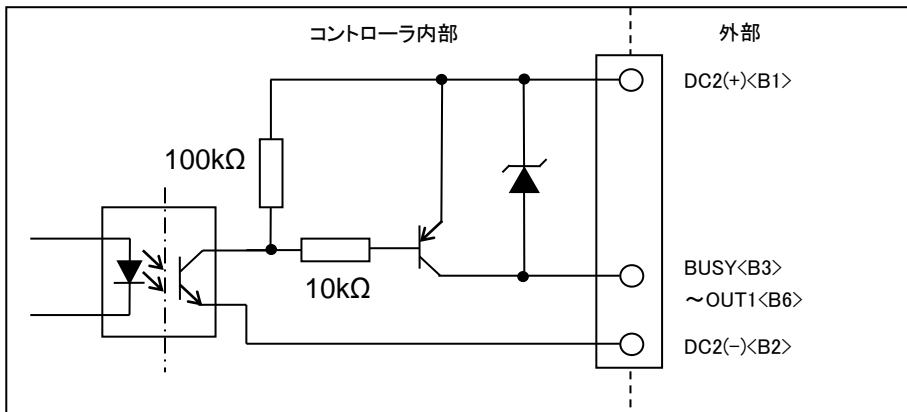 コントローラ内部
外部
DC2(+)<B1>
100kΩ
10kΩ
BUSY<B3>
～OUT1<B6>
DC2(-)<B2>